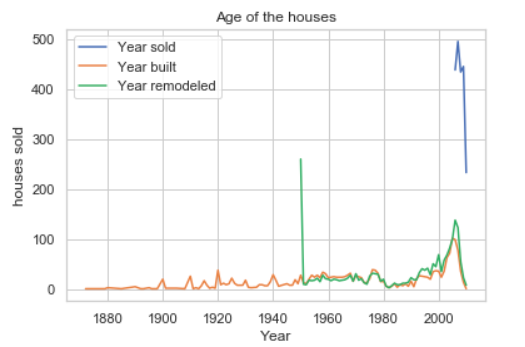 Age of the houses
500
400
300
200
100
0
houses sold
Year sold
Year built
Year remodeled
1880 1900 1920 1940 1960 1980 2000
Year